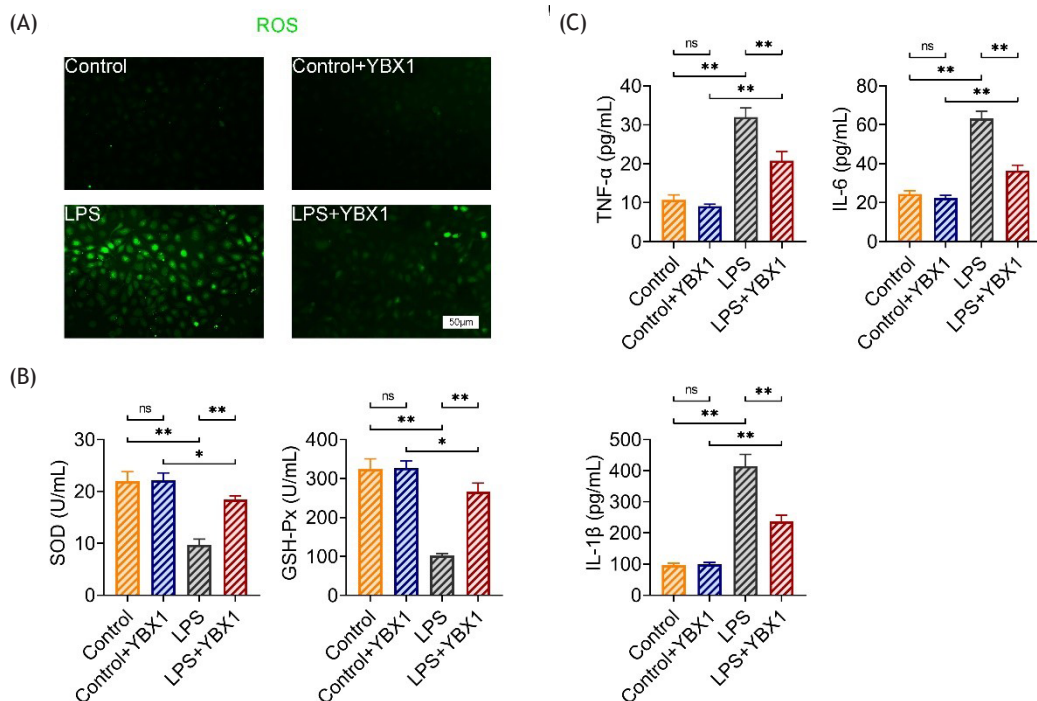 (A)
ROS
Control
Control+YBX1
LPS
LPS+YBX1
50μm
(B)
ns
**
**
*
SOD (U/mL)
30
20
10
0
Control
Control+YBX1
LPS
LPS+YBX1
ns
**
**
*
GSH-Px (U/mL)
400
300
200
100
0
Control
Control+YBX1
LPS
LPS+YBX1
(C)
ns
**
**
**
TNF-α (pg/mL)
40
30
20
10
0
Control
Control+YBX1
LPS
LPS+YBX1
ns
**
**
**
IL-6 (pg/mL)
80
60
40
20
0
Control
Control+YBX1
LPS
LPS+YBX1
ns
**
**
**
IL-1β (pg/mL)
500
400
300
200
100
0
Control
Control+YBX1
LPS
LPS+YBX1